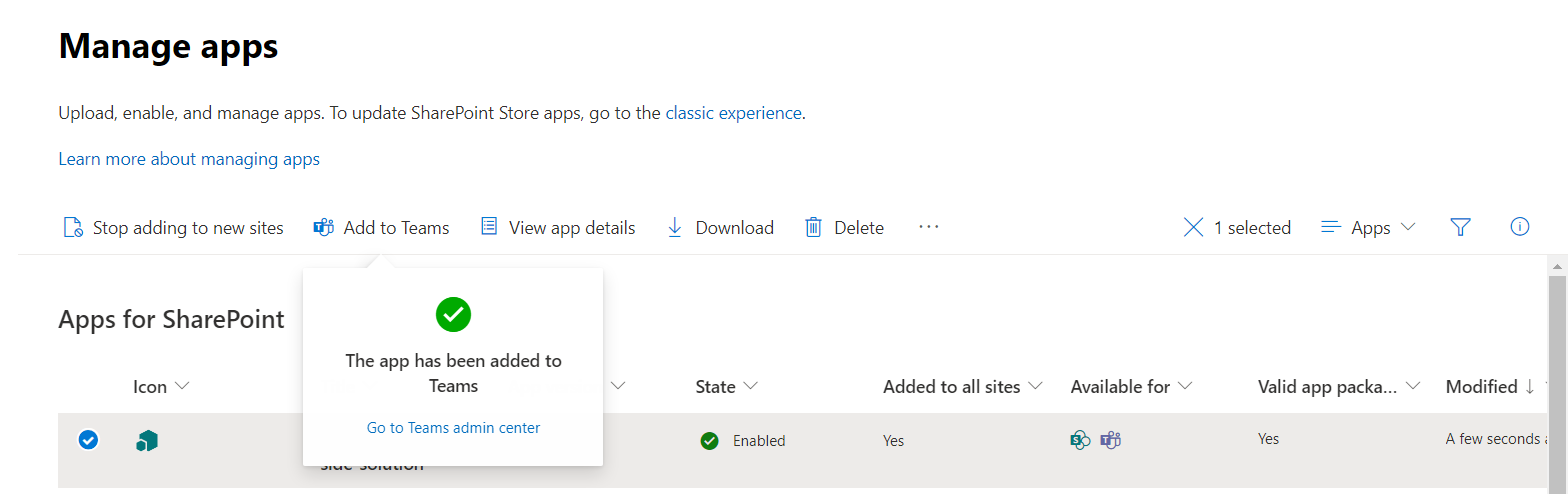 Manage apps
Upload, enable, and manage apps. To update SharePoint Store apps, go to the classic experience.
Learn more about managing apps
Stop adding to new sites Add to Teams View app details Download Delete ··· 1 selected Apps
The app has been added to
Teams
Go to Teams admin center
Apps for SharePoint
Icon State Added to all sites Available for Valid app packa... Modified
Enabled Yes Yes A few seconds a
side-solution